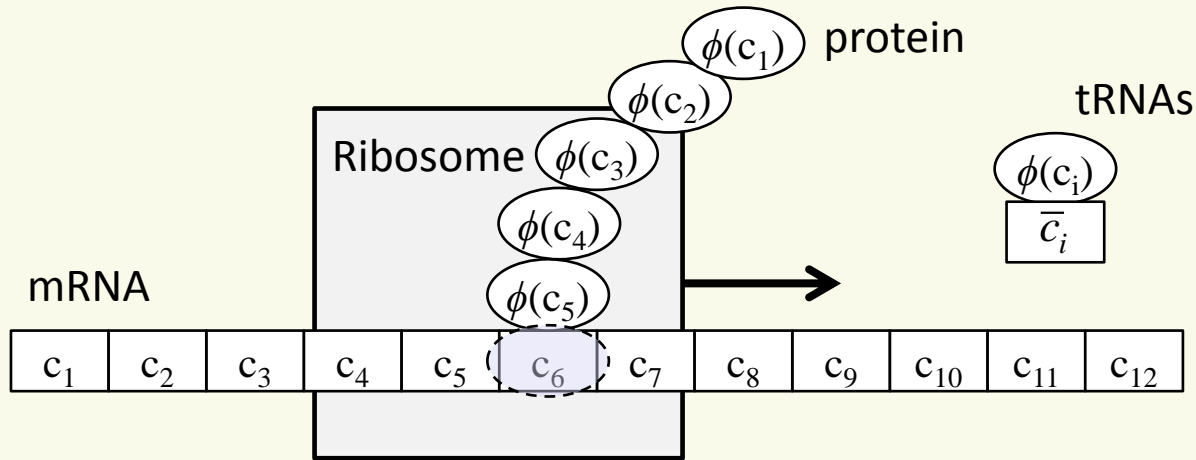 ϕ(c₁) protein
ϕ(c₂)
tRNAs
Ribosome ϕ(c₃)
ϕ(cᵢ)
ϕ(c₄)
c̅ᵢ
mRNA
ϕ(c₅)
c₁ c₂ c₃ c₄ c₅ c₆ c₇ c₈ c₉ c₁₀ c₁₁ c₁₂